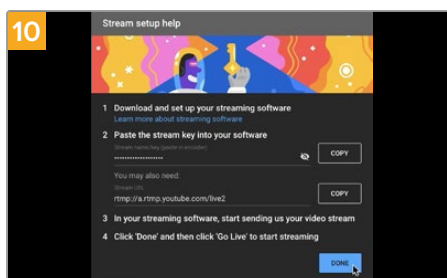 10
Stream setup help
1 Download and set up your streaming software
Learn more about streaming software
2 Paste the stream key into your software
Stream name/key (paste in encoder)
••••••••••••••••••• COPY
You may also need:
Stream URL
rtmp://a.rtmp.youtube.com/live2 COPY
3 In your streaming software, start sending us your video stream
4 Click 'Done' and then click 'Go Live' to start streaming
DONE